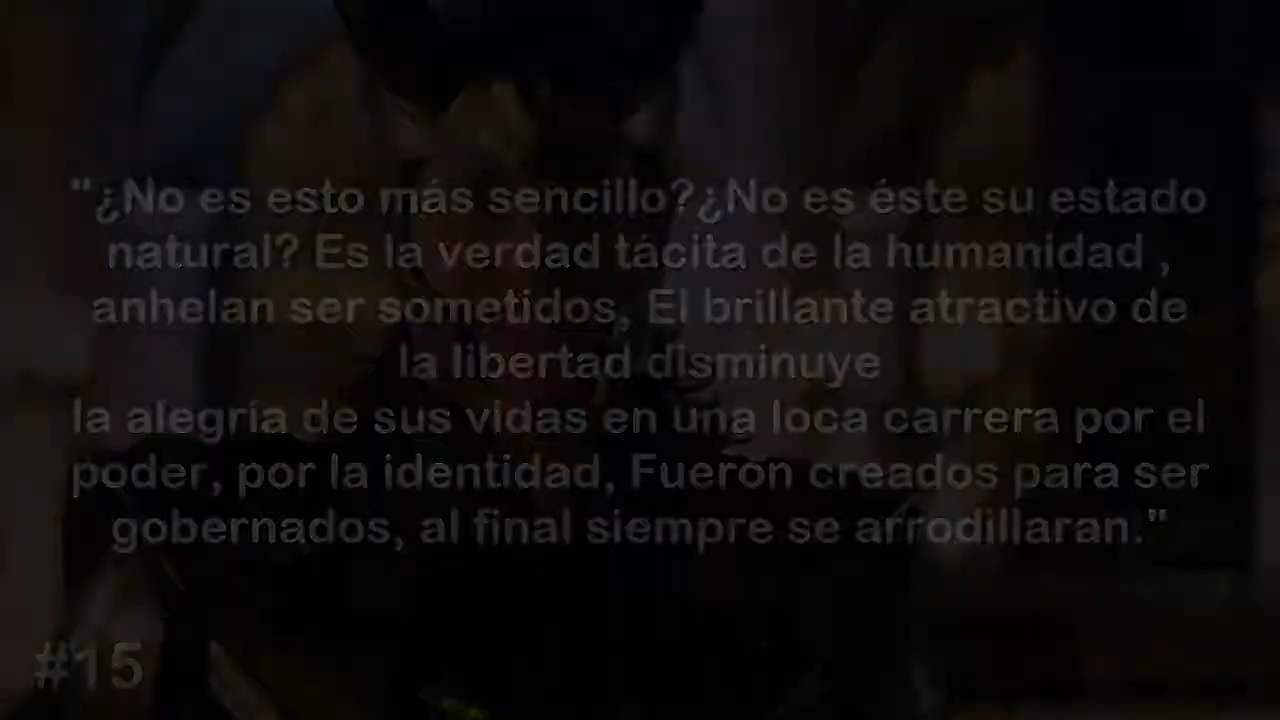 "¿No es esto más sencillo?¿No es éste su estado
natural? Es la verdad tácita de la humanidad ,
anhelan ser sometidos, El brillante atractivo de
la libertad disminuye
la alegría de sus vidas en una loca carrera por el
poder, por la identidad, Fueron creados para ser
gobernados, al final siempre se arrodillaran."
#15